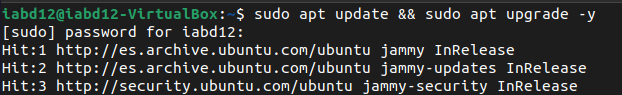 iabd12@iabd12-VirtualBox:~$ sudo apt update && sudo apt upgrade -y
[sudo] password for iabd12:
Hit:1 http://es.archive.ubuntu.com/ubuntu jammy InRelease
Hit:2 http://es.archive.ubuntu.com/ubuntu jammy-updates InRelease
Hit:3 http://security.ubuntu.com/ubuntu jammy-security InRelease